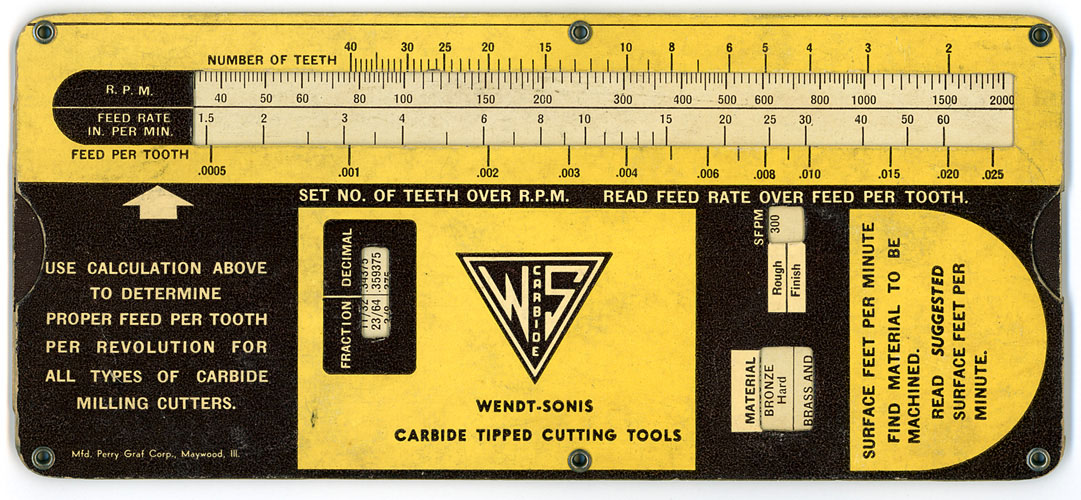 40 30 25 20 15 10 8 6 5 4 3 2
NUMBER OF TEETH
R. P. M.
40 50 60 80 100 150 200 300 400 500 600 800 1000 1500 2000
FEED RATE
IN. PER MIN.
1.5 2 3 4 6 8 10 15 20 25 30 40 50 60
FEED PER TOOTH
.0005 .001 .002 .003 .004 .006 .008 .010 .015 .020 .025
SET NO. OF TEETH OVER R.P.M. READ FEED RATE OVER FEED PER TOOTH.
USE CALCULATION ABOVE
TO DETERMINE
PROPER FEED PER TOOTH
PER REVOLUTION FOR
ALL TYPES OF CARBIDE
MILLING CUTTERS.
Mfd. Perry Graf Corp., Maywood, Ill.
FRACTION DECIMAL
11/32 .34375
23/64 .359375
3/8 .375
W CARBIDE S
WENDT-SONIS
CARBIDE TIPPED CUTTING TOOLS
SFPM
300
Rough
Finish
MATERIAL
BRONZE
Hard
BRASS AND
SURFACE FEET PER MINUTE
FIND MATERIAL TO BE
MACHINED.
READ SUGGESTED
SURFACE FEET PER
MINUTE.